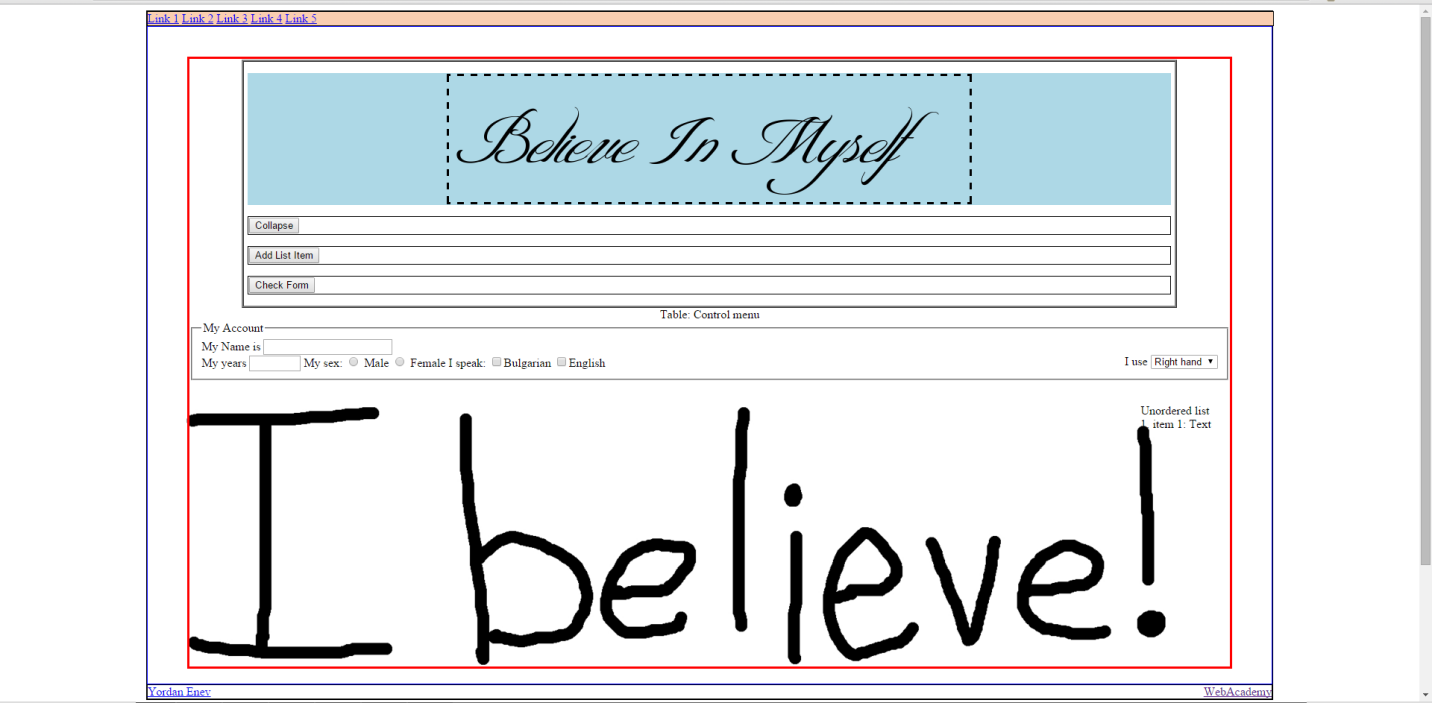 Link 1 Link 2 Link 3 Link 4 Link 5
Believe In Myself
Collapse
Add List Item
Check Form
Table: Control menu
My Account
My Name is
My years My sex: Male Female I speak: Bulgarian English I use Right hand
Unordered list
1. item 1: Text
I believe!
Yordan Enev WebAcademy